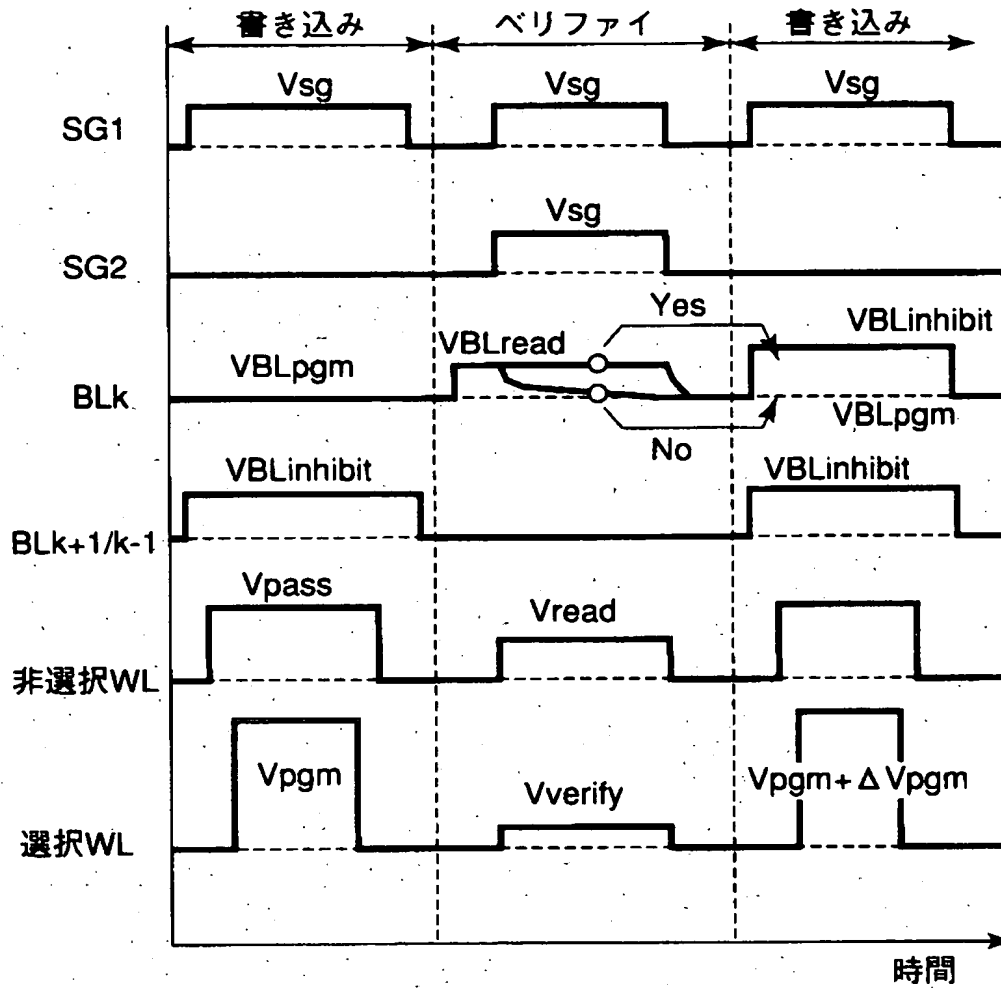 書き込み ベリファイ 書き込み
Vsg Vsg Vsg
SG1
Vsg
SG2
Yes
VBLinhibit
VBLread
VBLpgm
BLk
VBLpgm
No
VBLinhibit VBLinhibit
BLk+1/k-1
Vpass
Vread
非選択WL
Vpgm Vpgm+ΔVpgm
Vverify
選択WL
時間